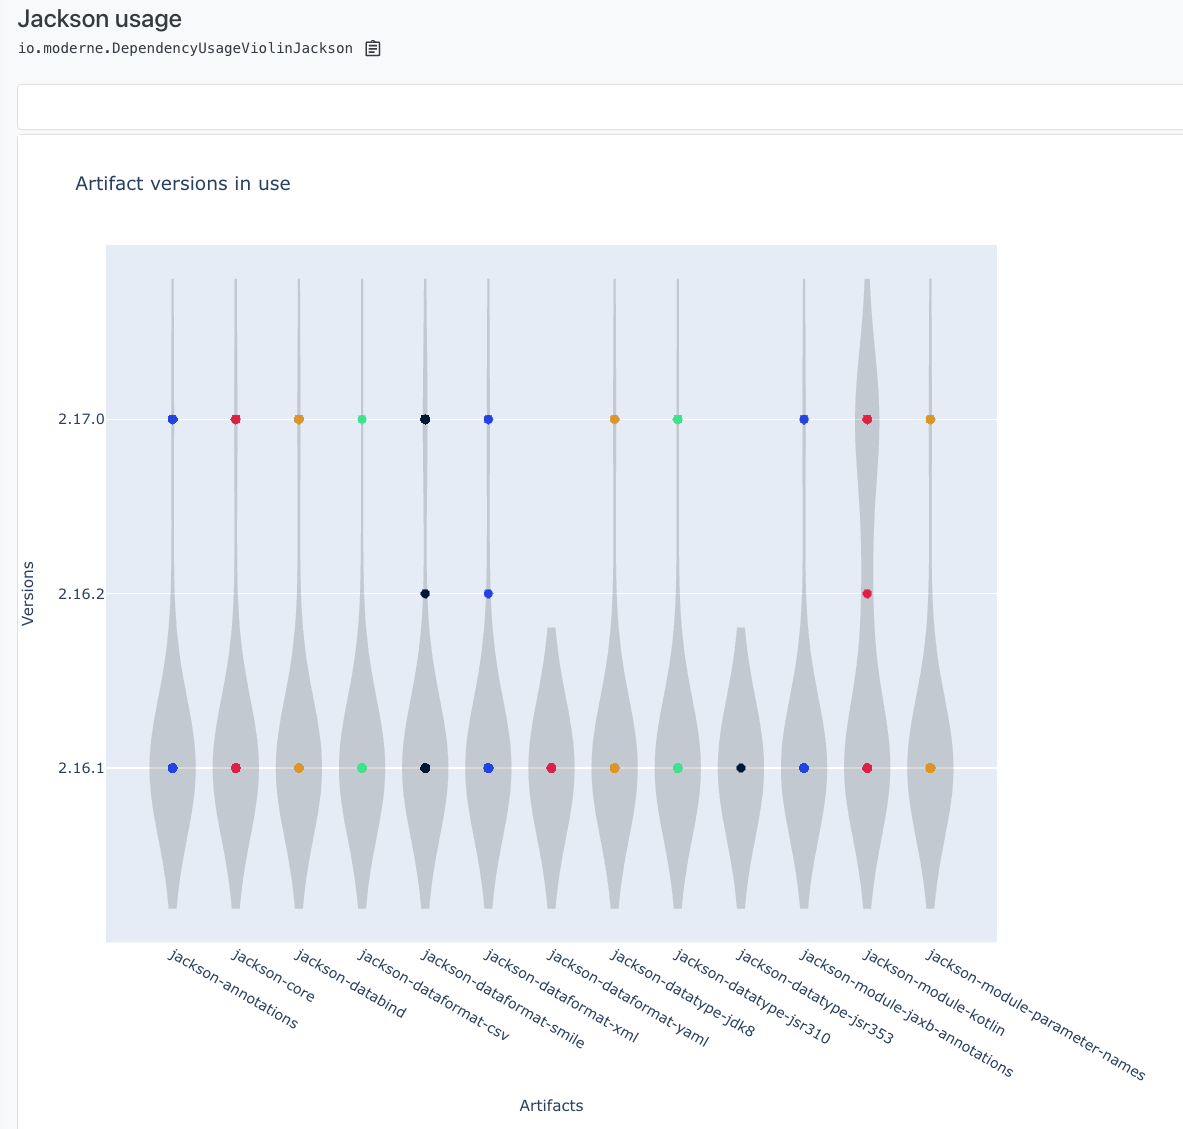 Jackson usage
io.moderne.DependencyUsageViolinJackson
Artifact versions in use
2.17.0
2.16.2
2.16.1
Versions
jackson-annotations
jackson-core
jackson-databind
jackson-dataformat-csv
jackson-dataformat-smile
jackson-dataformat-xml
jackson-dataformat-yaml
jackson-datatype-jdk8
jackson-datatype-jsr310
jackson-datatype-jsr353
jackson-module-jaxb-annotations
jackson-module-kotlin
jackson-module-parameter-names
Artifacts